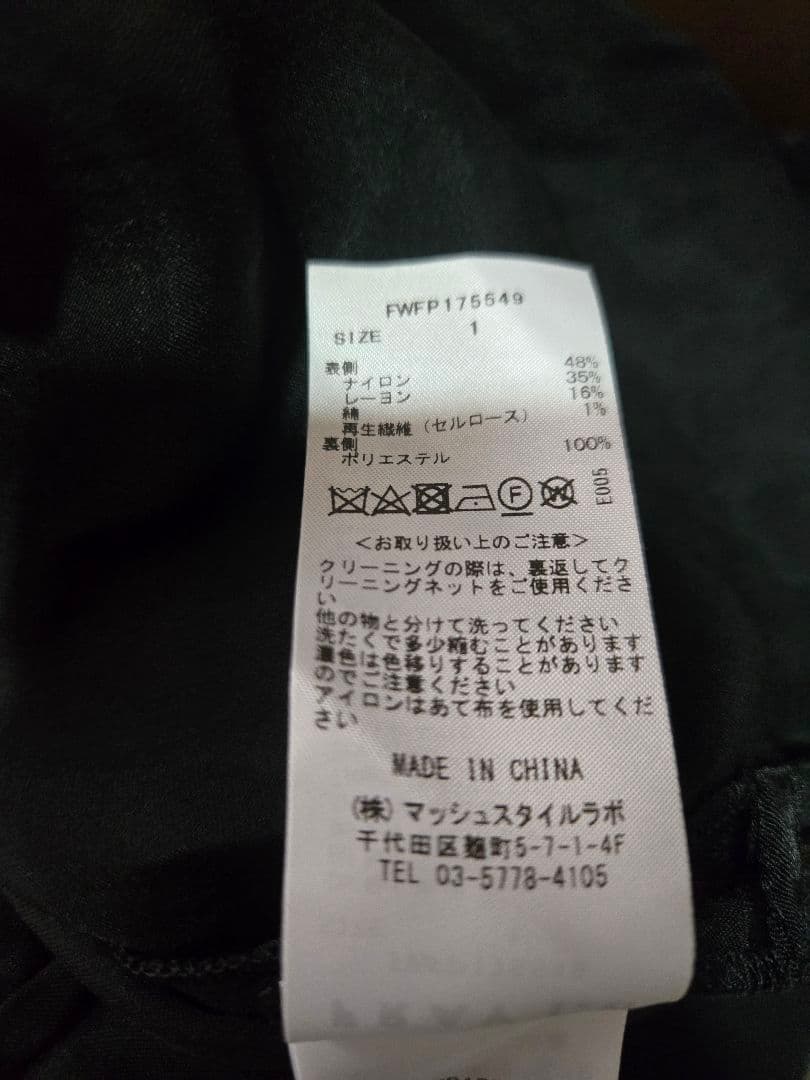 FWFP175549
SIZE 1
表側
ナイロン 48%
レーヨン 35%
綿 16%
再生繊維(セルロース) 1%
裏側
ポリエステル 100%
F W
E005
<お取り扱い上のご注意>
クリーニングの際は、裏返してク
リーニングネットをご使用くださ
い
他の物と分けて洗ってください
洗たくで多少縮むことがあります
濃色は色移りすることがあります
のでご注意ください
アイロンはあて布を使用してくだ
さい
MADE IN CHINA
(株)マッシュスタイルラボ
千代田区麹町5-7-1-4F
TEL 03-5778-4105